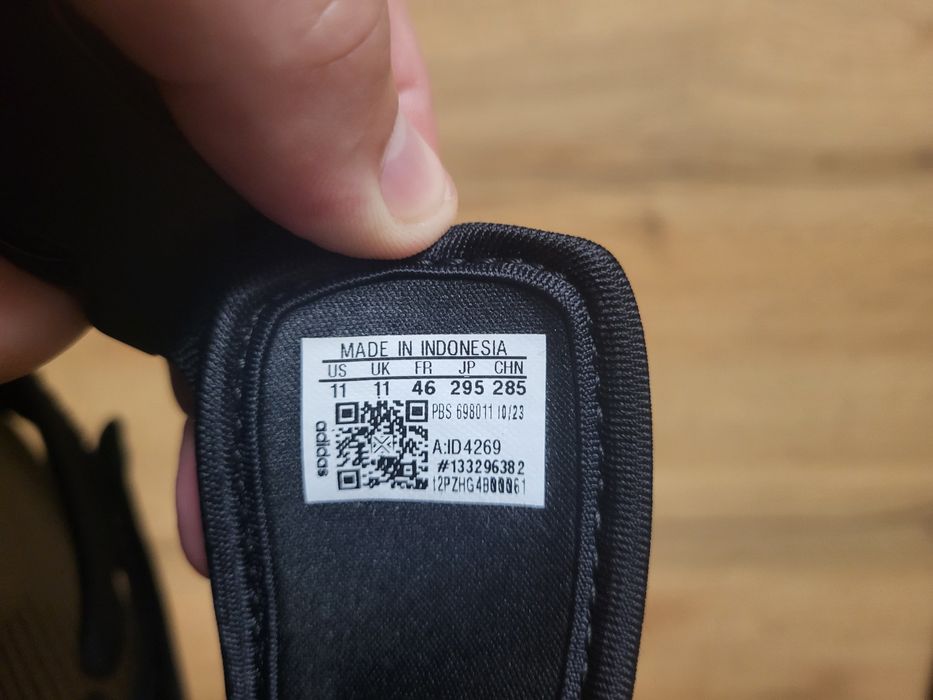 MADE IN INDONESIA
US UK FR JP CHN
11 11 46 295 285
PBS 698011 10/23
adidas
A:ID4269
#133296382